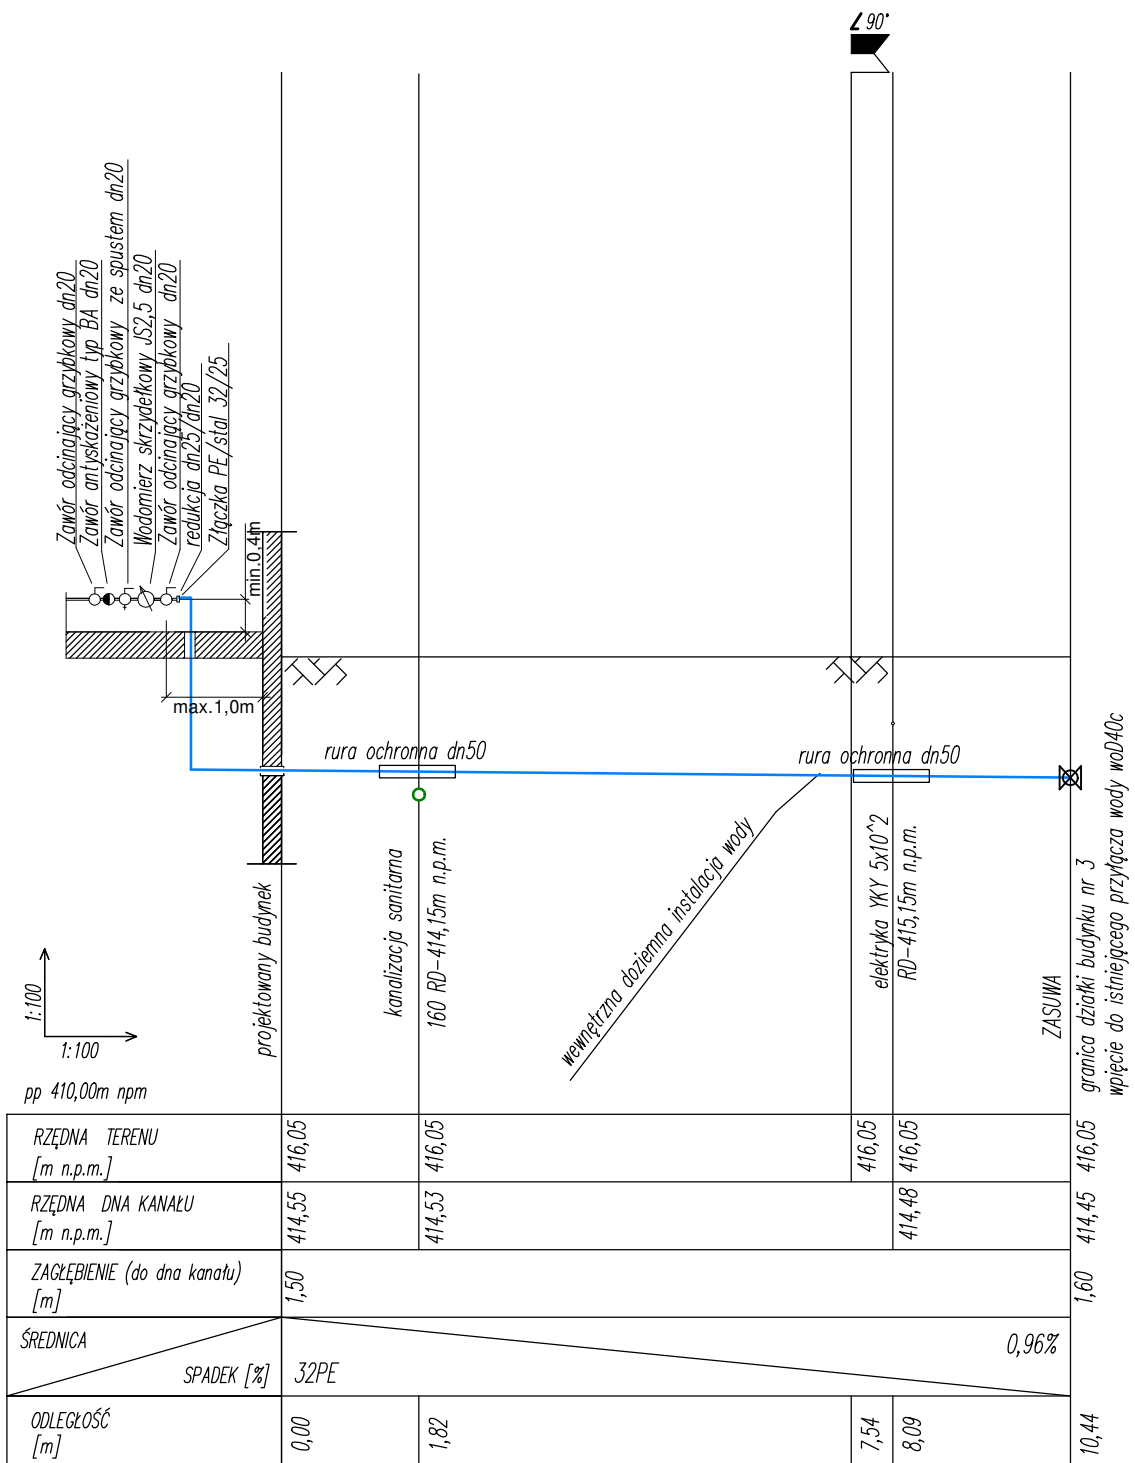 ∠90°
Zawór odcinający grzybkowy dn20
Zawór antyskażeniowy typ BA dn20
Zawór odcinający grzybkowy ze spustem dn20
Wodomierz skrzydełkowy JS2,5 dn20
Zawór odcinający grzybkowy dn20
redukcja dn25/dn20
Złączka PE/stal 32/25
min.0,4m
max.1,0m
rura ochronna dn50
rura ochronna dn50
projektowany budynek
kanalizacja sanitarna
160 RD-414,15m n.p.m.
wewnętrzna doziemna instalacja wody
elektryka YKY 5x10^2
RD-415,15m n.p.m.
ZASUWA
granica działki budynku nr 3
wpięcie do istniejącego przyłącza wody woD40c
1:100
1:100
pp 410,00m npm
RZĘDNA TERENU
[m n.p.m.]
416,05
416,05
416,05
416,05
416,05
RZĘDNA DNA KANAŁU
[m n.p.m.]
414,55
414,53
414,48
414,45
ZAGŁĘBIENIE (do dna kanału)
[m]
1,50
1,60
ŚREDNICA
SPADEK [%]
32PE
0,96%
ODLEGŁOŚĆ
[m]
0,00
1,82
7,54
8,09
10,44